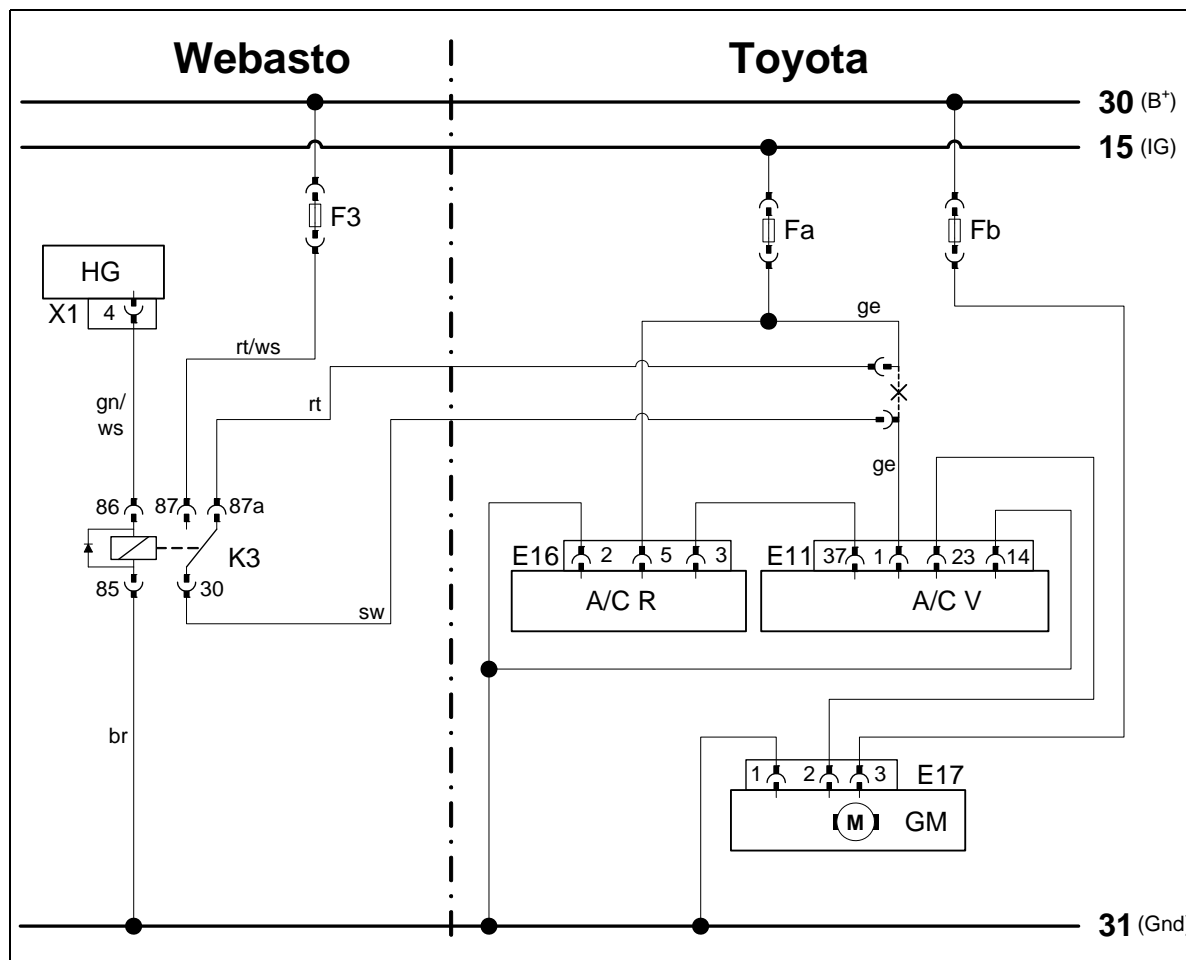 Webasto
Toyota
30 (B+)
15 (IG)
F3
Fa
Fb
HG
X1 4
ge
rt/ws
gn/
ws
rt
ge
86 87 87a
K3
85 30
sw
E16 2 5 3
E11 37 1 23 14
A/C R
A/C V
br
1 2 3 E17
M GM
31 (Gnd)